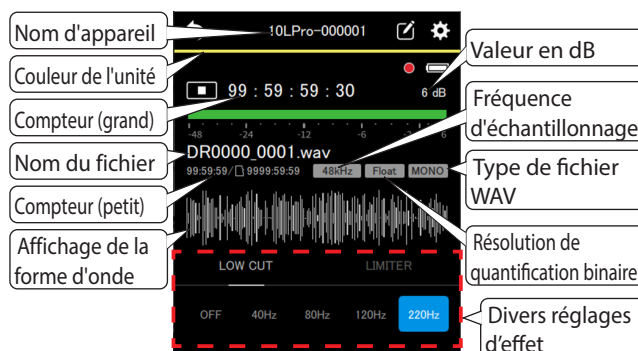 Nom d'appareil
Couleur de l'unité
Compteur (grand)
Nom du fichier
Compteur (petit)
Affichage de la
forme d'onde
10LPro-000001
99 : 59 : 59 : 30
6 dB
-48 -24 -12 -6 6
DR0000_0001.wav
99:59:59/ 9999:59:59 48kHz Float MONO
LOW CUT LIMITER
OFF 40Hz 80Hz 120Hz 220Hz
Valeur en dB
Fréquence
d'échantillonnage
Type de fichier
WAV
Résolution de
quantification binaire
Divers réglages
d'effet